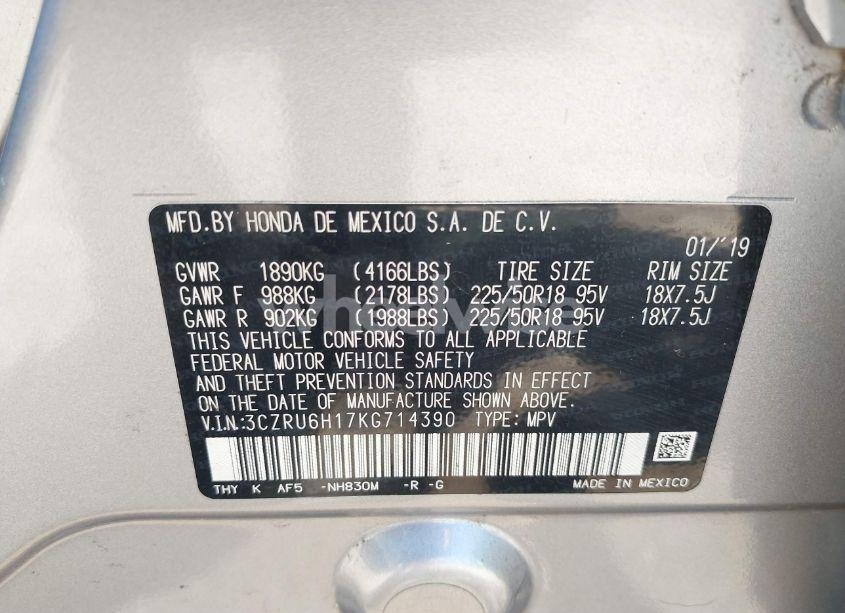 MFD.BY HONDA DE MEXICO S.A. DE C.V.
01/'19
GVWR 1890KG (4166LBS) TIRE SIZE RIM SIZE
GAWR F 988KG (2178LBS) 225/50R18 95V 18X7.5J
GAWR R 902KG (1988LBS) 225/50R18 95V 18X7.5J
THIS VEHICLE CONFORMS TO ALL APPLICABLE
FEDERAL MOTOR VEHICLE SAFETY
AND THEFT PREVENTION STANDARDS IN EFFECT
ON THE DATE OF MANUFACTURE SHOWN ABOVE.
V.I.N:3CZRU6H17KG714390 TYPE: MPV
THY K AF5 -NH830M -R -G MADE IN MEXICO